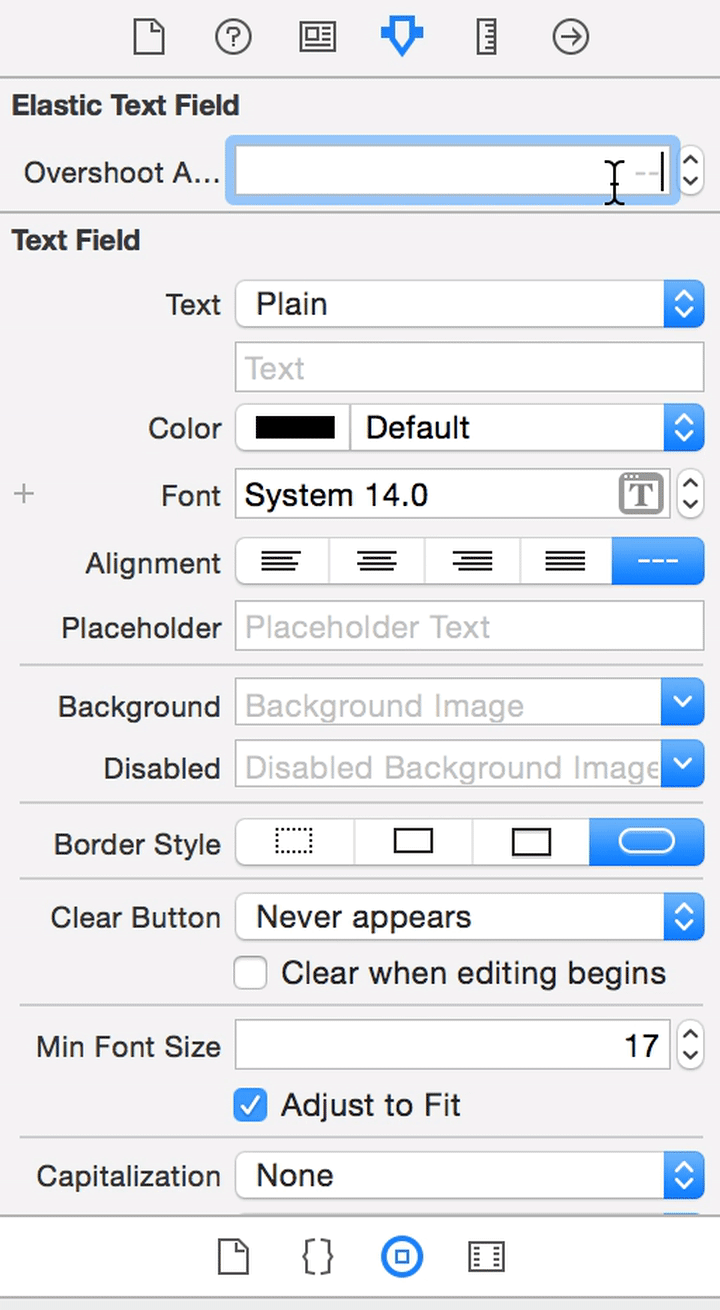 Elastic Text Field
Overshoot A... --
Text Field
Text Plain
Text
Color Default
Font System 14.0 T
Alignment ---
Placeholder Placeholder Text
Background Background Image
Disabled Disabled Background Image
Border Style
Clear Button Never appears
Clear when editing begins
Min Font Size 17
Adjust to Fit
Capitalization None